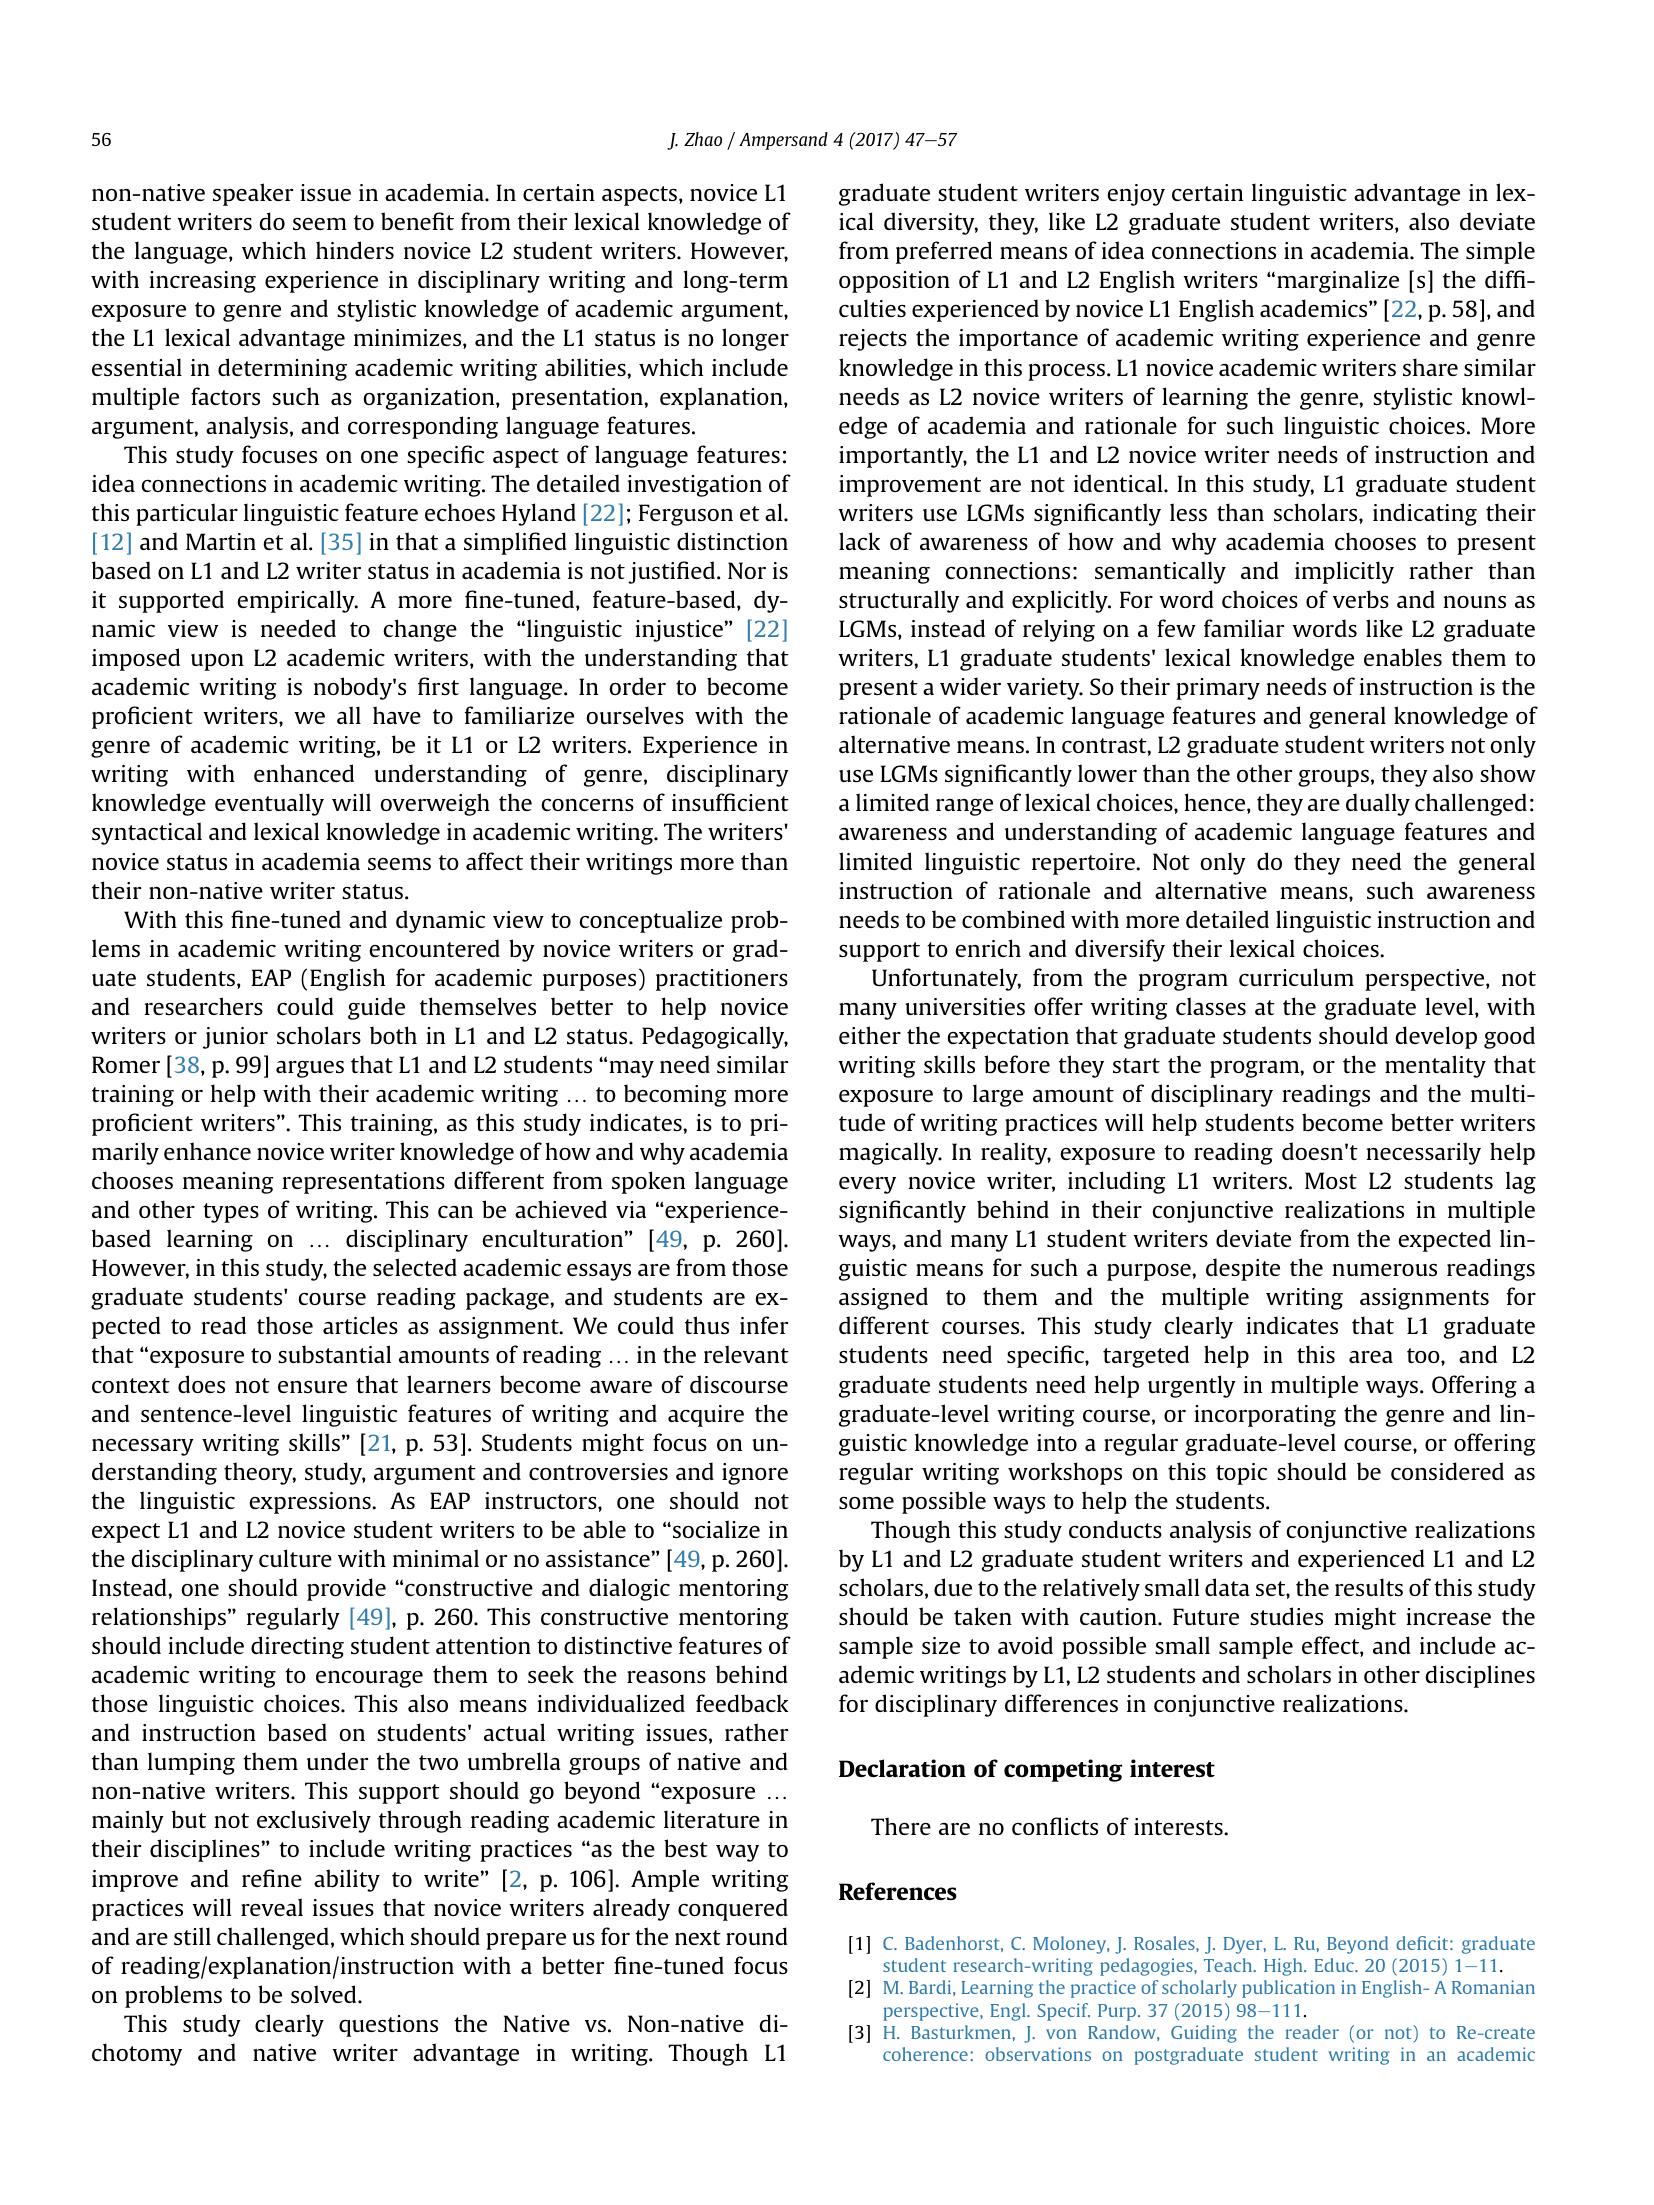 56
J. Zhao / Ampersand 4 (2017) 47–57
non-native speaker issue in academia. In certain aspects, novice L1
student writers do seem to benefit from their lexical knowledge of
the language, which hinders novice L2 student writers. However,
with increasing experience in disciplinary writing and long-term
exposure to genre and stylistic knowledge of academic argument,
the L1 lexical advantage minimizes, and the L1 status is no longer
essential in determining academic writing abilities, which include
multiple factors such as organization, presentation, explanation,
argument, analysis, and corresponding language features.
This study focuses on one specific aspect of language features:
idea connections in academic writing. The detailed investigation of
this particular linguistic feature echoes Hyland [22]; Ferguson et al.
[12] and Martin et al. [35] in that a simplified linguistic distinction
based on L1 and L2 writer status in academia is not justified. Nor is
it supported empirically. A more fine-tuned, feature-based, dy-
namic view is needed to change the “linguistic injustice” [22]
imposed upon L2 academic writers, with the understanding that
academic writing is nobody's first language. In order to become
proficient writers, we all have to familiarize ourselves with the
genre of academic writing, be it L1 or L2 writers. Experience in
writing with enhanced understanding of genre, disciplinary
knowledge eventually will overweigh the concerns of insufficient
syntactical and lexical knowledge in academic writing. The writers'
novice status in academia seems to affect their writings more than
their non-native writer status.
With this fine-tuned and dynamic view to conceptualize prob-
lems in academic writing encountered by novice writers or grad-
uate students, EAP (English for academic purposes) practitioners
and researchers could guide themselves better to help novice
writers or junior scholars both in L1 and L2 status. Pedagogically,
Romer [38, p. 99] argues that L1 and L2 students “may need similar
training or help with their academic writing … to becoming more
proficient writers”. This training, as this study indicates, is to pri-
marily enhance novice writer knowledge of how and why academia
chooses meaning representations different from spoken language
and other types of writing. This can be achieved via “experience-
based learning on … disciplinary enculturation” [49, p. 260].
However, in this study, the selected academic essays are from those
graduate students' course reading package, and students are ex-
pected to read those articles as assignment. We could thus infer
that “exposure to substantial amounts of reading … in the relevant
context does not ensure that learners become aware of discourse
and sentence-level linguistic features of writing and acquire the
necessary writing skills” [21, p. 53]. Students might focus on un-
derstanding theory, study, argument and controversies and ignore
the linguistic expressions. As EAP instructors, one should not
expect L1 and L2 novice student writers to be able to “socialize in
the disciplinary culture with minimal or no assistance” [49, p. 260].
Instead, one should provide “constructive and dialogic mentoring
relationships” regularly [49], p. 260. This constructive mentoring
should include directing student attention to distinctive features of
academic writing to encourage them to seek the reasons behind
those linguistic choices. This also means individualized feedback
and instruction based on students' actual writing issues, rather
than lumping them under the two umbrella groups of native and
non-native writers. This support should go beyond “exposure …
mainly but not exclusively through reading academic literature in
their disciplines” to include writing practices “as the best way to
improve and refine ability to write” [2, p. 106]. Ample writing
practices will reveal issues that novice writers already conquered
and are still challenged, which should prepare us for the next round
of reading/explanation/instruction with a better fine-tuned focus
on problems to be solved.
This study clearly questions the Native vs. Non-native di-
chotomy and native writer advantage in writing. Though L1
graduate student writers enjoy certain linguistic advantage in lex-
ical diversity, they, like L2 graduate student writers, also deviate
from preferred means of idea connections in academia. The simple
opposition of L1 and L2 English writers “marginalize [s] the diffi-
culties experienced by novice L1 English academics” [22, p. 58], and
rejects the importance of academic writing experience and genre
knowledge in this process. L1 novice academic writers share similar
needs as L2 novice writers of learning the genre, stylistic knowl-
edge of academia and rationale for such linguistic choices. More
importantly, the L1 and L2 novice writer needs of instruction and
improvement are not identical. In this study, L1 graduate student
writers use LGMs significantly less than scholars, indicating their
lack of awareness of how and why academia chooses to present
meaning connections: semantically and implicitly rather than
structurally and explicitly. For word choices of verbs and nouns as
LGMs, instead of relying on a few familiar words like L2 graduate
writers, L1 graduate students' lexical knowledge enables them to
present a wider variety. So their primary needs of instruction is the
rationale of academic language features and general knowledge of
alternative means. In contrast, L2 graduate student writers not only
use LGMs significantly lower than the other groups, they also show
a limited range of lexical choices, hence, they are dually challenged:
awareness and understanding of academic language features and
limited linguistic repertoire. Not only do they need the general
instruction of rationale and alternative means, such awareness
needs to be combined with more detailed linguistic instruction and
support to enrich and diversify their lexical choices.
Unfortunately, from the program curriculum perspective, not
many universities offer writing classes at the graduate level, with
either the expectation that graduate students should develop good
writing skills before they start the program, or the mentality that
exposure to large amount of disciplinary readings and the multi-
tude of writing practices will help students become better writers
magically. In reality, exposure to reading doesn't necessarily help
every novice writer, including L1 writers. Most L2 students lag
significantly behind in their conjunctive realizations in multiple
ways, and many L1 student writers deviate from the expected lin-
guistic means for such a purpose, despite the numerous readings
assigned to them and the multiple writing assignments for
different courses. This study clearly indicates that L1 graduate
students need specific, targeted help in this area too, and L2
graduate students need help urgently in multiple ways. Offering a
graduate-level writing course, or incorporating the genre and lin-
guistic knowledge into a regular graduate-level course, or offering
regular writing workshops on this topic should be considered as
some possible ways to help the students.
Though this study conducts analysis of conjunctive realizations
by L1 and L2 graduate student writers and experienced L1 and L2
scholars, due to the relatively small data set, the results of this study
should be taken with caution. Future studies might increase the
sample size to avoid possible small sample effect, and include ac-
ademic writings by L1, L2 students and scholars in other disciplines
for disciplinary differences in conjunctive realizations.
Declaration of competing interest
There are no conflicts of interests.
References
[1] C. Badenhorst, C. Moloney, J. Rosales, J. Dyer, L. Ru, Beyond deficit: graduate
student research-writing pedagogies, Teach. High. Educ. 20 (2015) 1–11.
[2] M. Bardi, Learning the practice of scholarly publication in English- A Romanian
perspective, Engl. Specif. Purp. 37 (2015) 98–111.
[3] H. Basturkmen, J. von Randow, Guiding the reader (or not) to Re-create
coherence: observations on postgraduate student writing in an academic